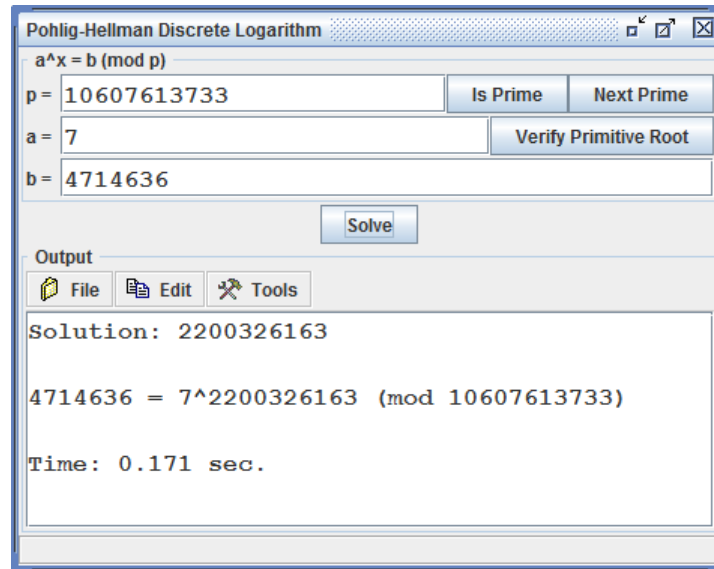 Pohlig-Hellman Discrete Logarithm
a^x = b (mod p)
p = 10607613733 Is Prime Next Prime
a = 7 Verify Primitive Root
b = 4714636
Solve
Output
File Edit Tools
Solution: 2200326163
4714636 = 7^2200326163 (mod 10607613733)
Time: 0.171 sec.